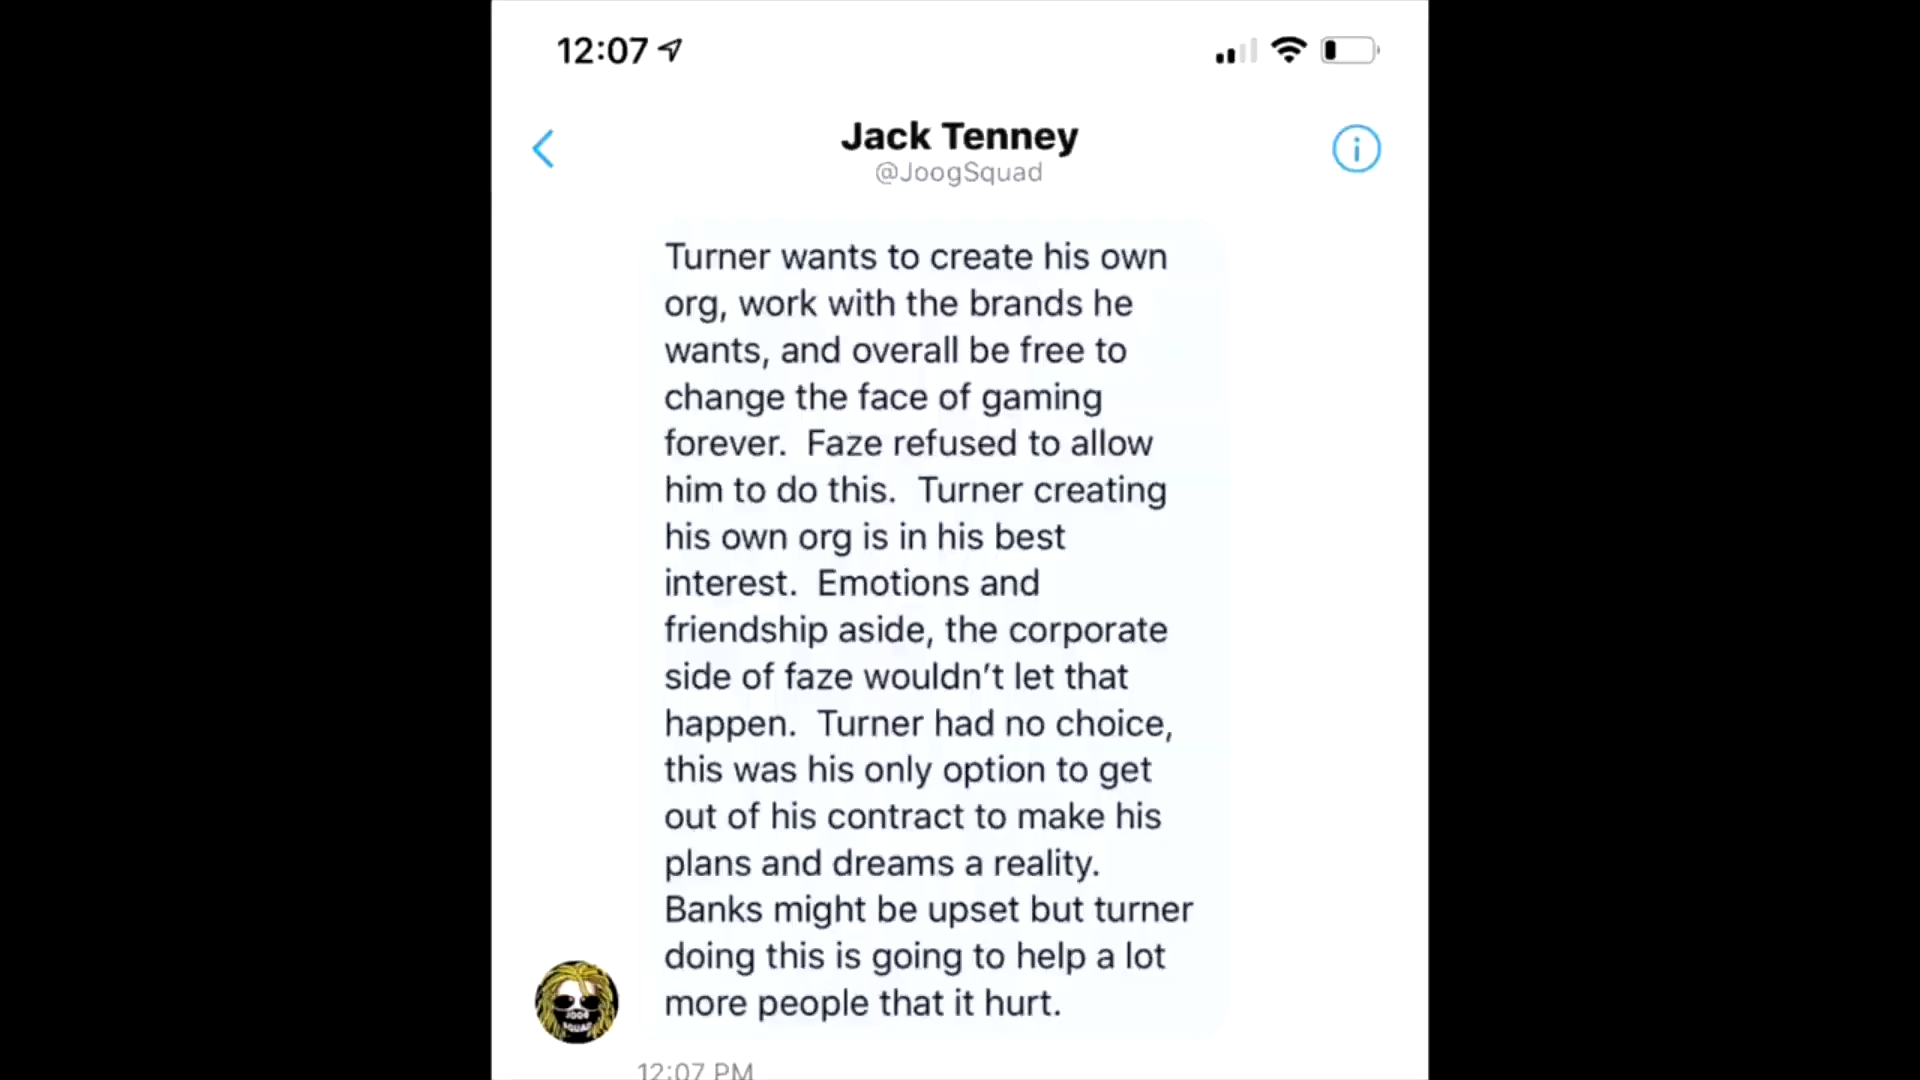 12:07
Jack Tenney
@JoogSquad
Turner wants to create his own
org, work with the brands he
wants, and overall be free to
change the face of gaming
forever.  Faze refused to allow
him to do this.  Turner creating
his own org is in his best
interest.  Emotions and
friendship aside, the corporate
side of faze wouldn’t let that
happen.  Turner had no choice,
this was his only option to get
out of his contract to make his
plans and dreams a reality.
Banks might be upset but turner
doing this is going to help a lot
more people that it hurt.
JOOG
SQUAD
12:07 PM